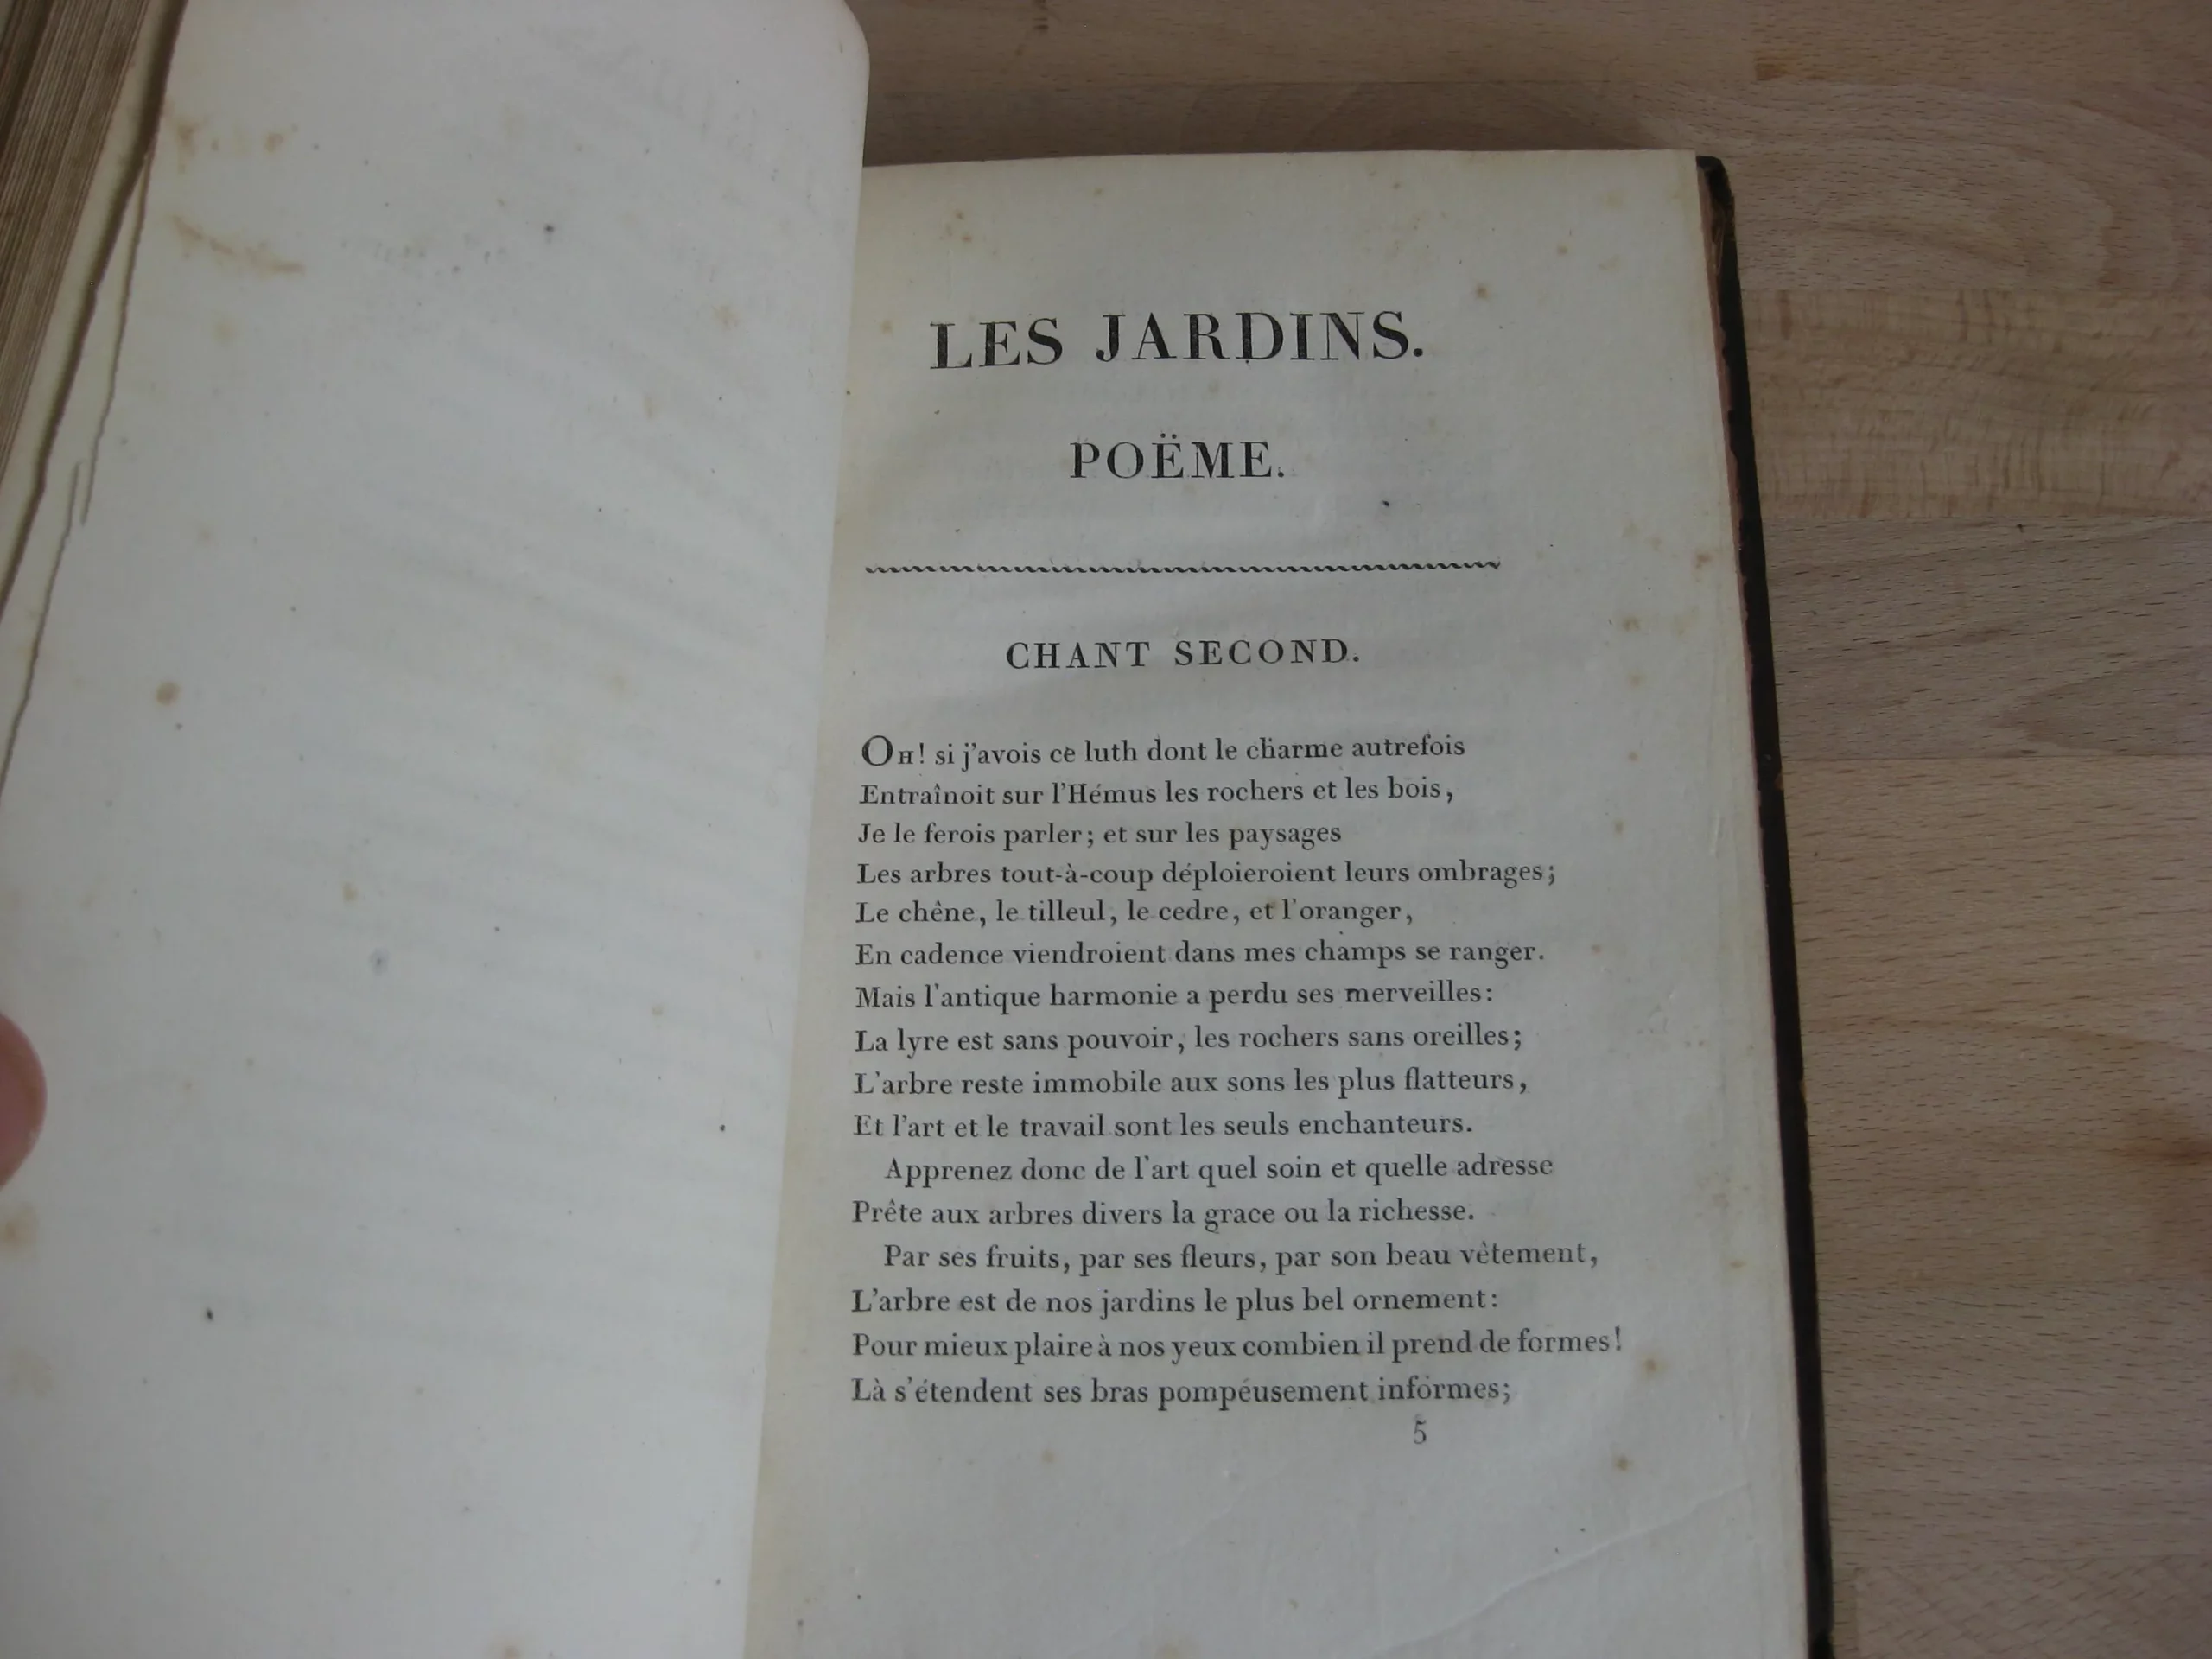 LES JARDINS.
POËME.
CHANT SECOND.
OH! si j'avois ce luth dont le charme autrefois
Entraînoit sur l'Hémus les rochers et les bois,
Je le ferois parler; et sur les paysages
Les arbres tout-à-coup déploieroient leurs ombrages;
Le chêne, le tilleul, le cedre, et l'oranger,
En cadence viendroient dans mes champs se ranger.
Mais l'antique harmonie a perdu ses merveilles:
La lyre est sans pouvoir, les rochers sans oreilles;
L'arbre reste immobile aux sons les plus flatteurs,
Et l'art et le travail sont les seuls enchanteurs.
Apprenez donc de l'art quel soin et quelle adresse
Prête aux arbres divers la grace ou la richesse.
Par ses fruits, par ses fleurs, par son beau vêtement,
L'arbre est de nos jardins le plus bel ornement:
Pour mieux plaire à nos yeux combien il prend de formes!
Là s'étendent ses bras pompeusement informes;
5